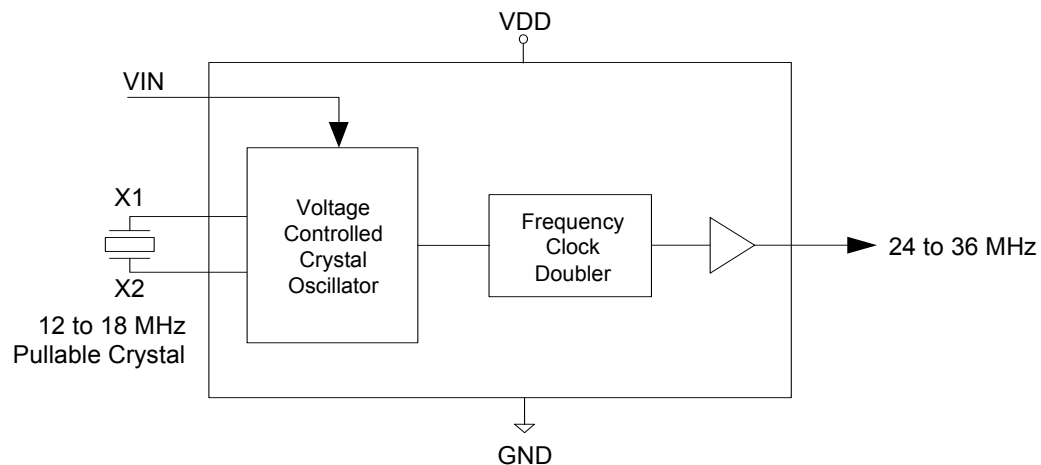 VDD
VIN
X1
X2
12 to 18 MHz
Pullable Crystal
Voltage
Controlled
Crystal
Oscillator
Frequency
Clock
Doubler
24 to 36 MHz
GND